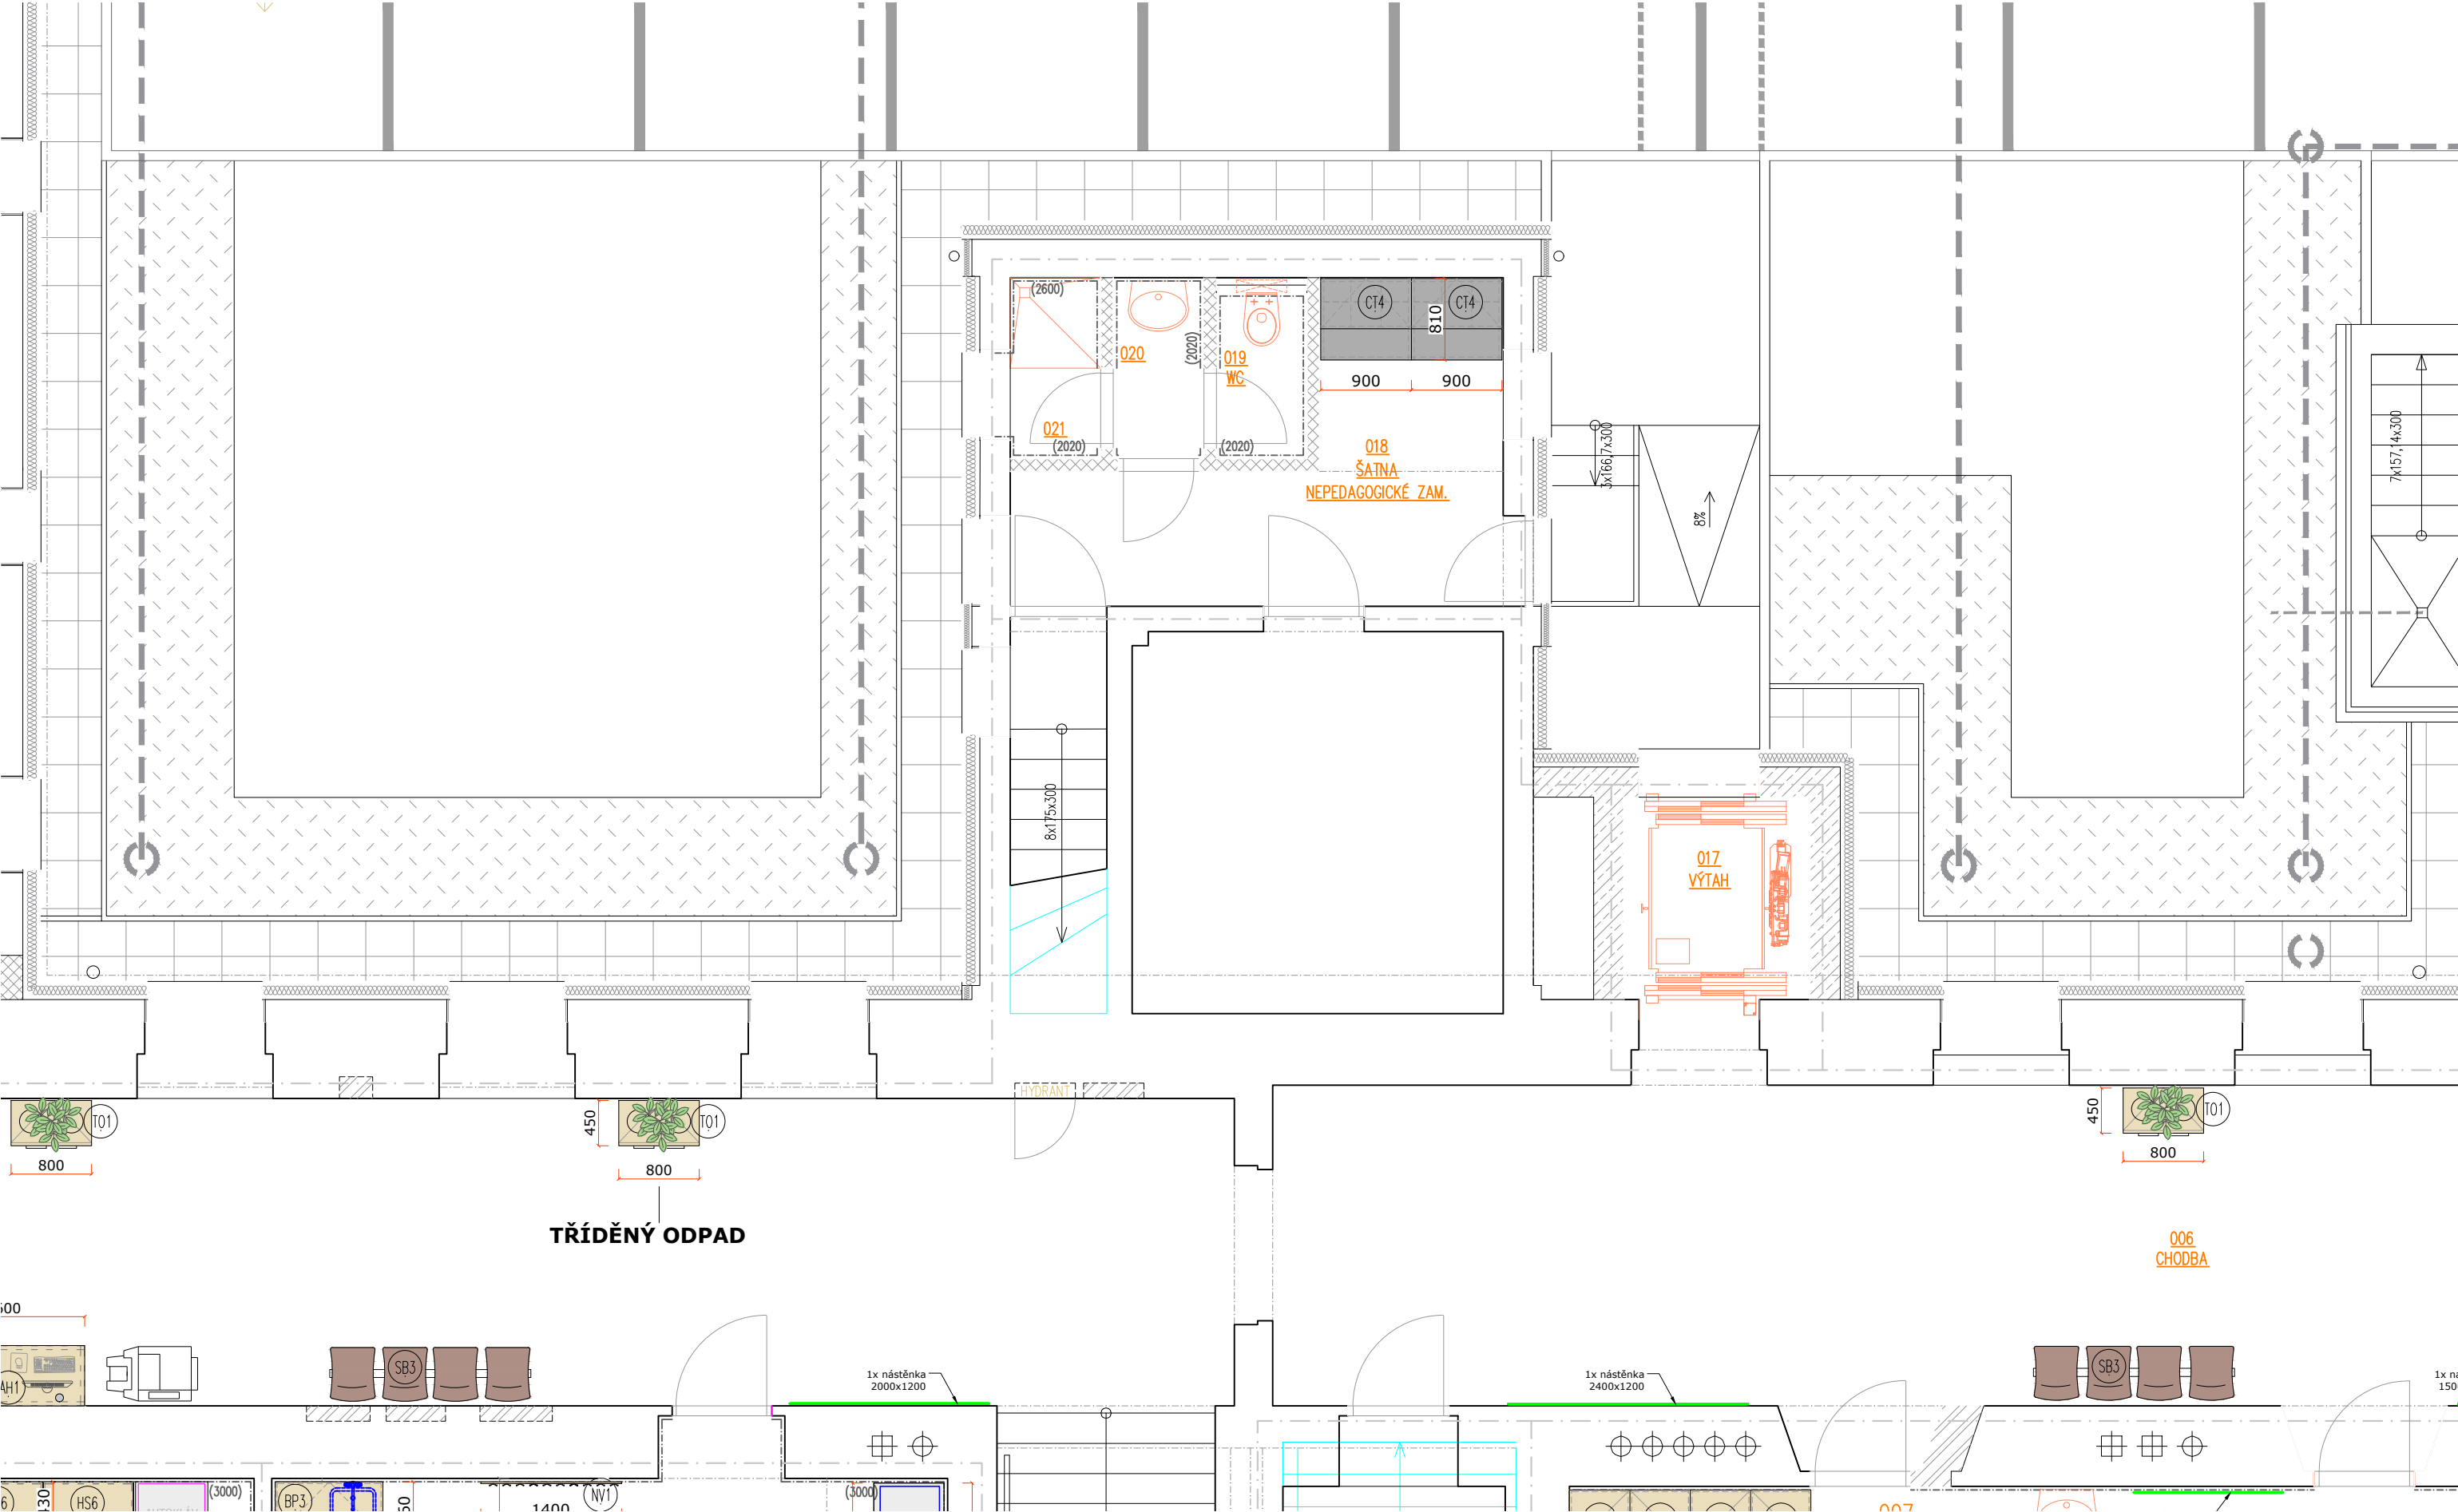 (2600)
CT4
CT4
810
020
(2020)
019
WC
900
900
021
(2020)
(2020)
018
ŠATNA
NEPEDAGOGICKÉ ZAM.
3x166,7x300
8%
7x157,14x300
8x175x300
017
VÝTAH
HYDRANT
T01
450
T01
450
T01
800
800
800
TŘÍDĚNÝ ODPAD
006
CHODBA
SB3
SB3
AH1
1x nástěnka
2000x1200
1x nástěnka
2400x1200
HS6
(3000)
BP3
1400
NV1
(3000)